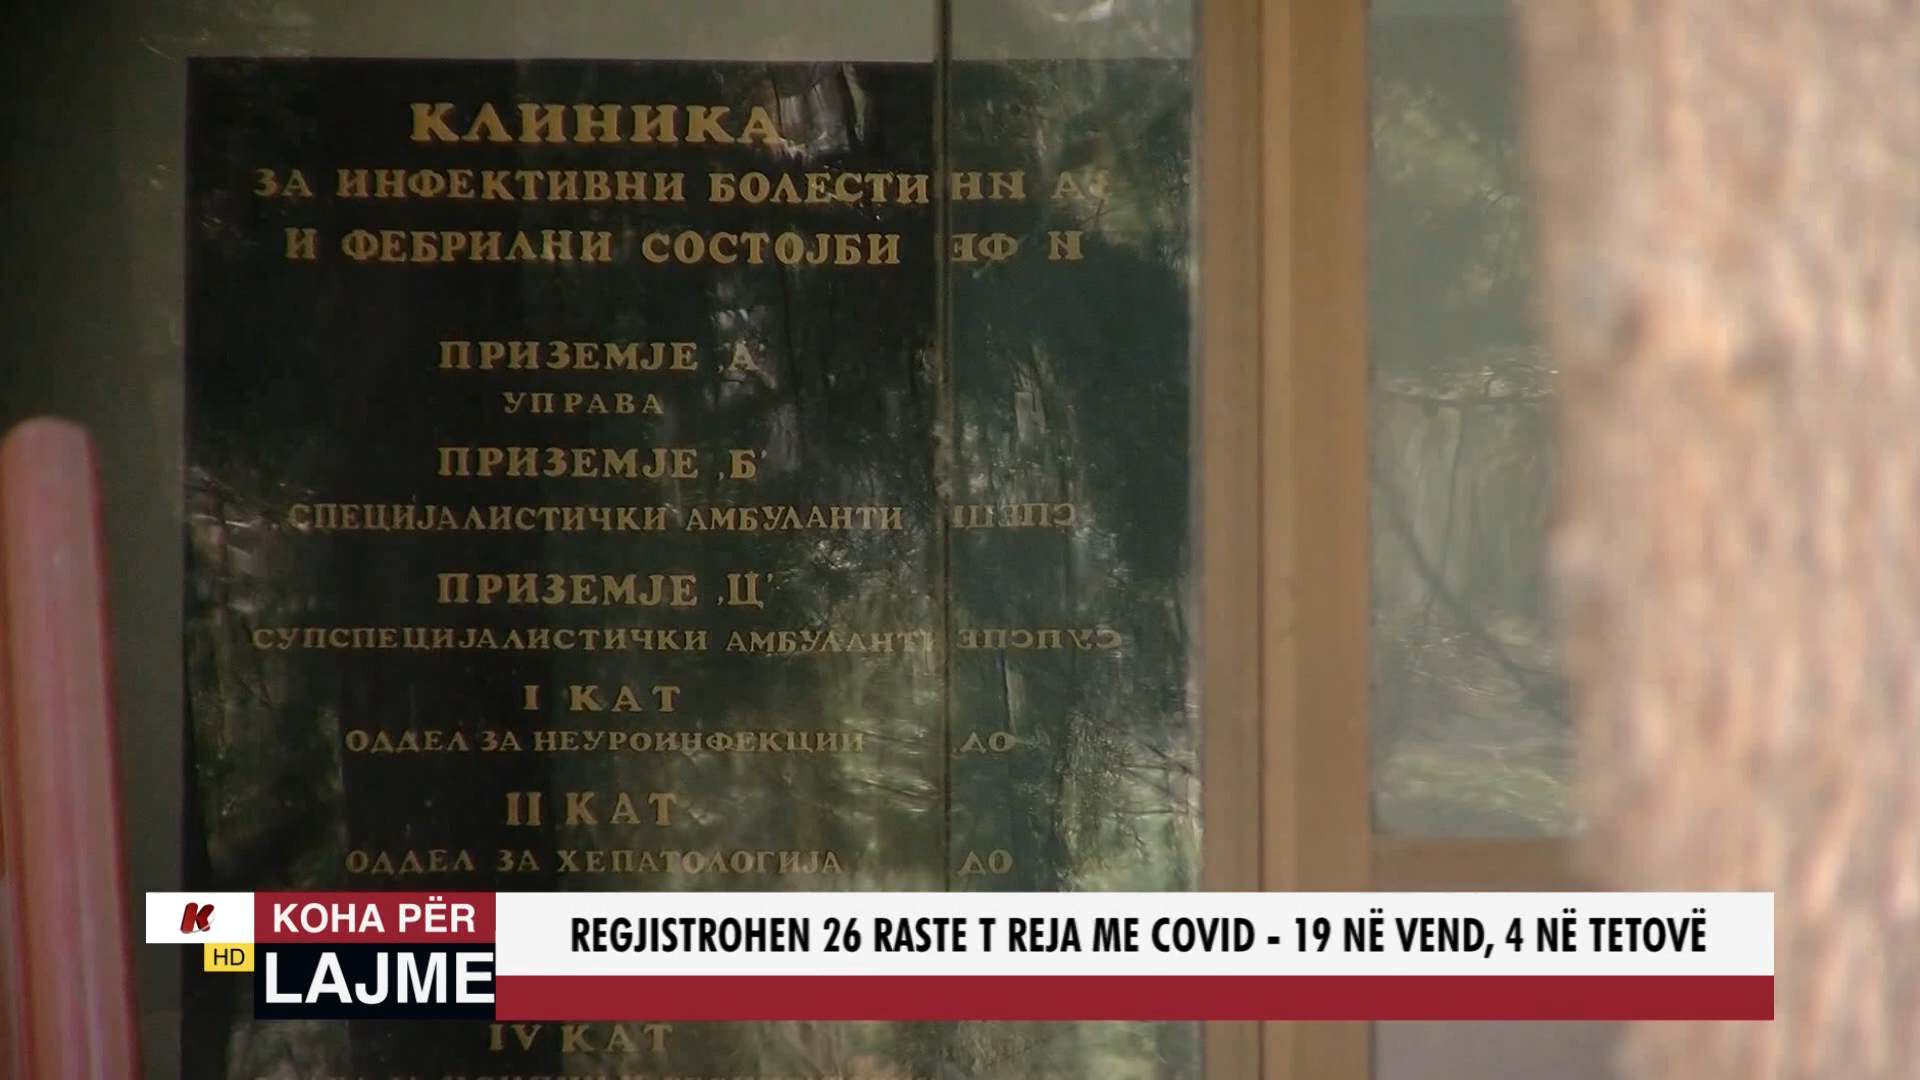 КЛИНИКА
ЗА ИНФЕКТИВНИ БОЛЕСТИ
И ФЕБРИЛНИ СОСТОЈБИ
ПРИЗЕМЈЕ ‚А’
УПРАВА
ПРИЗЕМЈЕ ‚Б’
СПЕЦИЈАЛИСТИЧКИ АМБУЛАНТИ
ПРИЗЕМЈЕ ‚Ц’
СУПСПЕЦИЈАЛИСТИЧКИ АМБУЛАНТИ
I КАТ
ОДДЕЛ ЗА НЕУРОИНФЕКЦИИ
II КАТ
ОДДЕЛ ЗА ХЕПАТОЛОГИЈА
K
HD
KOHA PËR
LAJME
REGJISTROHEN 26 RASTE T REJA ME COVID - 19 NË VEND, 4 NË TETOVË
IV КАТ